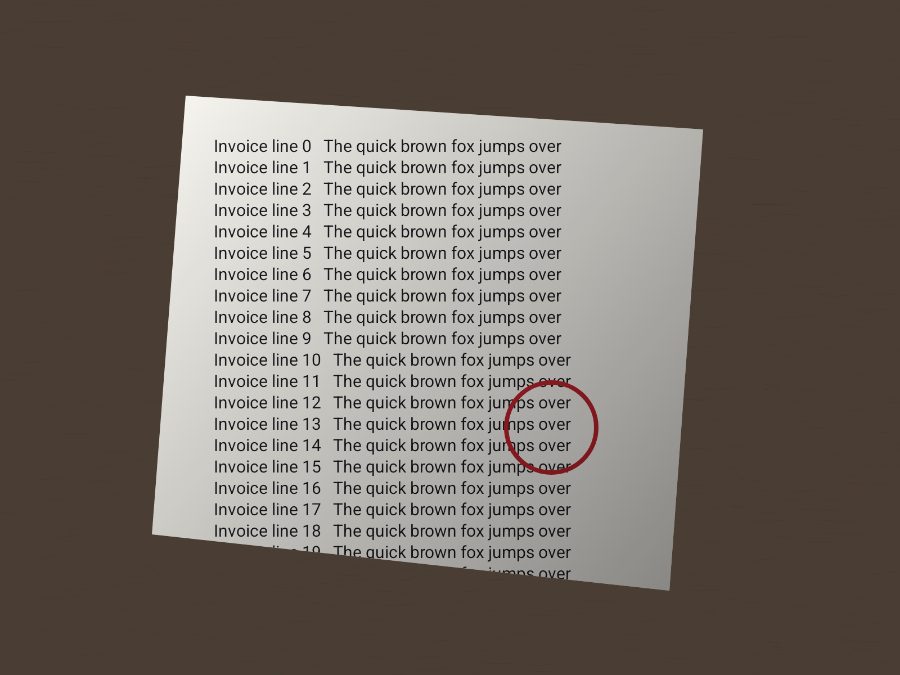 Invoice line 0 The quick brown fox jumps over
Invoice line 1 The quick brown fox jumps over
Invoice line 2 The quick brown fox jumps over
Invoice line 3 The quick brown fox jumps over
Invoice line 4 The quick brown fox jumps over
Invoice line 5 The quick brown fox jumps over
Invoice line 6 The quick brown fox jumps over
Invoice line 7 The quick brown fox jumps over
Invoice line 8 The quick brown fox jumps over
Invoice line 9 The quick brown fox jumps over
Invoice line 10 The quick brown fox jumps over
Invoice line 11 The quick brown fox jumps over
Invoice line 12 The quick brown fox jumps over
Invoice line 13 The quick brown fox jumps over
Invoice line 14 The quick brown fox jumps over
Invoice line 15 The quick brown fox jumps over
Invoice line 16 The quick brown fox jumps over
Invoice line 17 The quick brown fox jumps over
Invoice line 18 The quick brown fox jumps over
19 The quick brown fox jumps over
jumps over